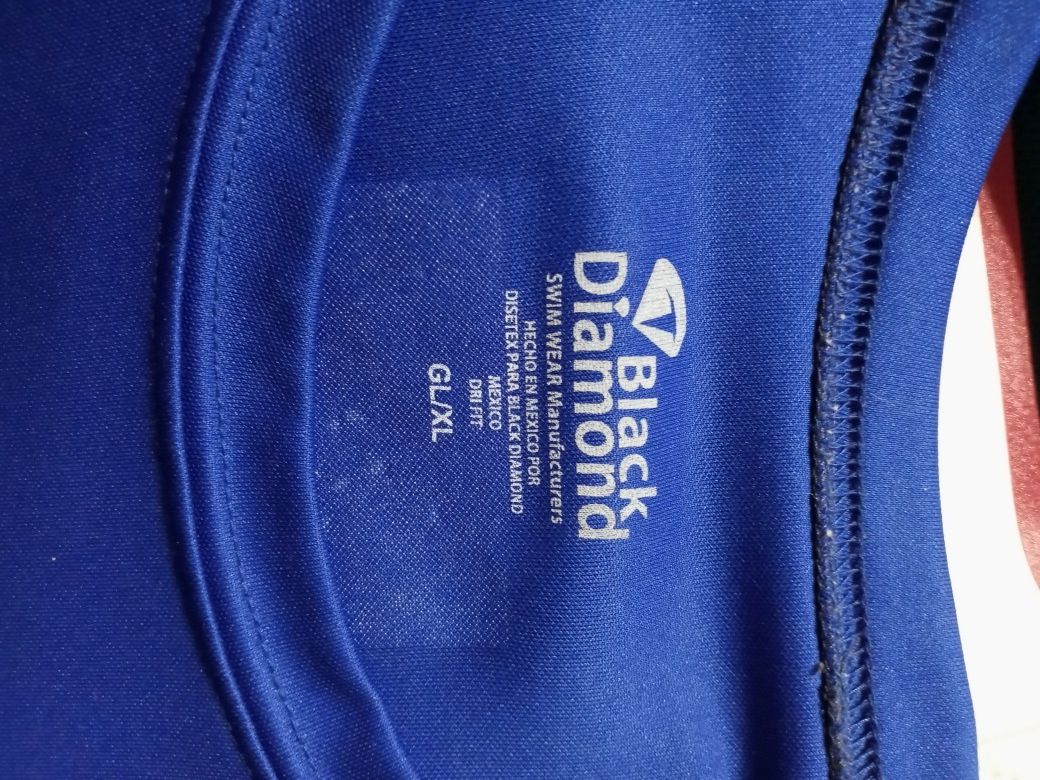 Black
Diamond
SWIM WEAR Manufacturers
HECHO EN MEXICO POR
DISETEX PARA BLACK DIAMOND
MEXICO
DRI FIT
GL/XL